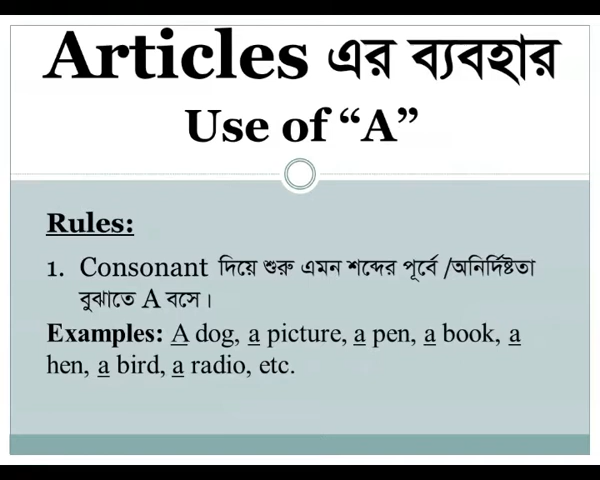 Articles এর ব্যবহার
Use of “A”
Rules:
1. Consonant দিয়ে শুরু এমন শব্দের পূর্বে /অনির্দিষ্টতা
বুঝাতে A বসে।
Examples: A dog, a picture, a pen, a book, a
hen, a bird, a radio, etc.